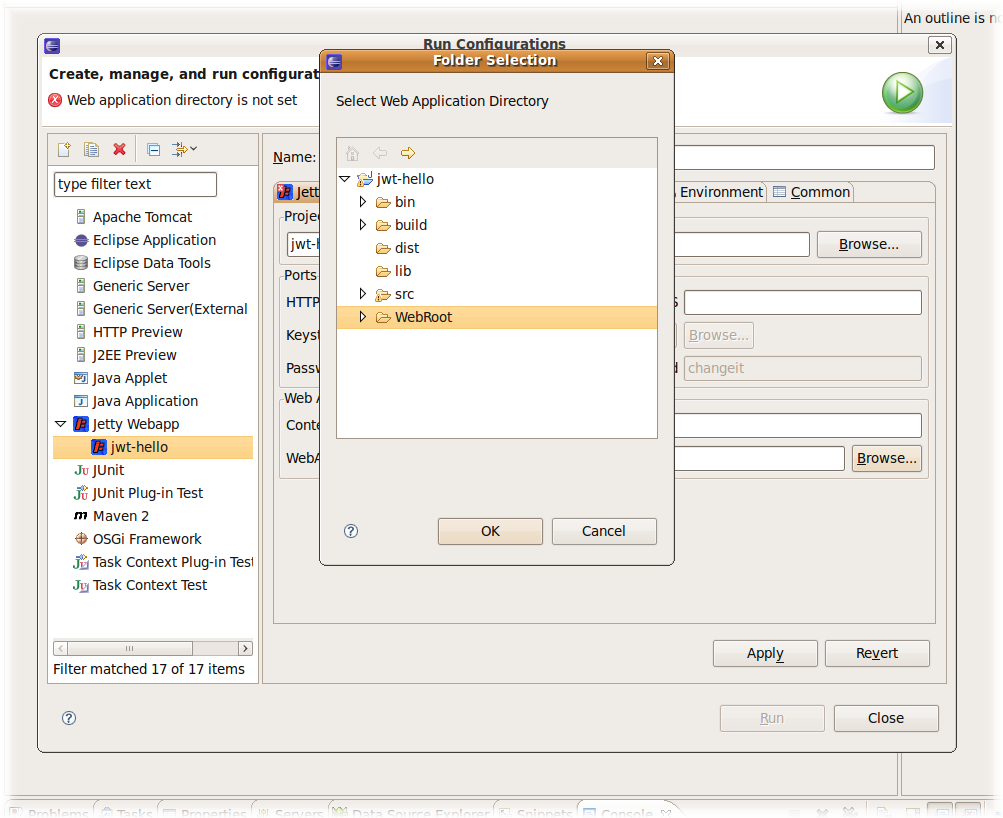 An outline is no
Run Configurations
Create, manage, and run configurat
Web application directory is not set
type filter text
Apache Tomcat
Eclipse Application
Eclipse Data Tools
Generic Server
Generic Server(External
HTTP Preview
J2EE Preview
Java Applet
Java Application
Jetty Webapp
jwt-hello
JUnit
JUnit Plug-in Test
Maven 2
OSGi Framework
Task Context Plug-in Test
Task Context Test
Filter matched 17 of 17 items
Name:
Jett
Environment
Common
Projec
jwt-h
Browse...
Ports
HTTP
S
Keyst
Browse...
Passw
d
changeit
Web A
Conte
WebA
Browse...
Apply
Revert
Run
Close
Folder Selection
Select Web Application Directory
jwt-hello
bin
build
dist
lib
src
WebRoot
OK
Cancel
Problems
Tasks
Properties
Servers
Data Source Explorer
Snippets
Console